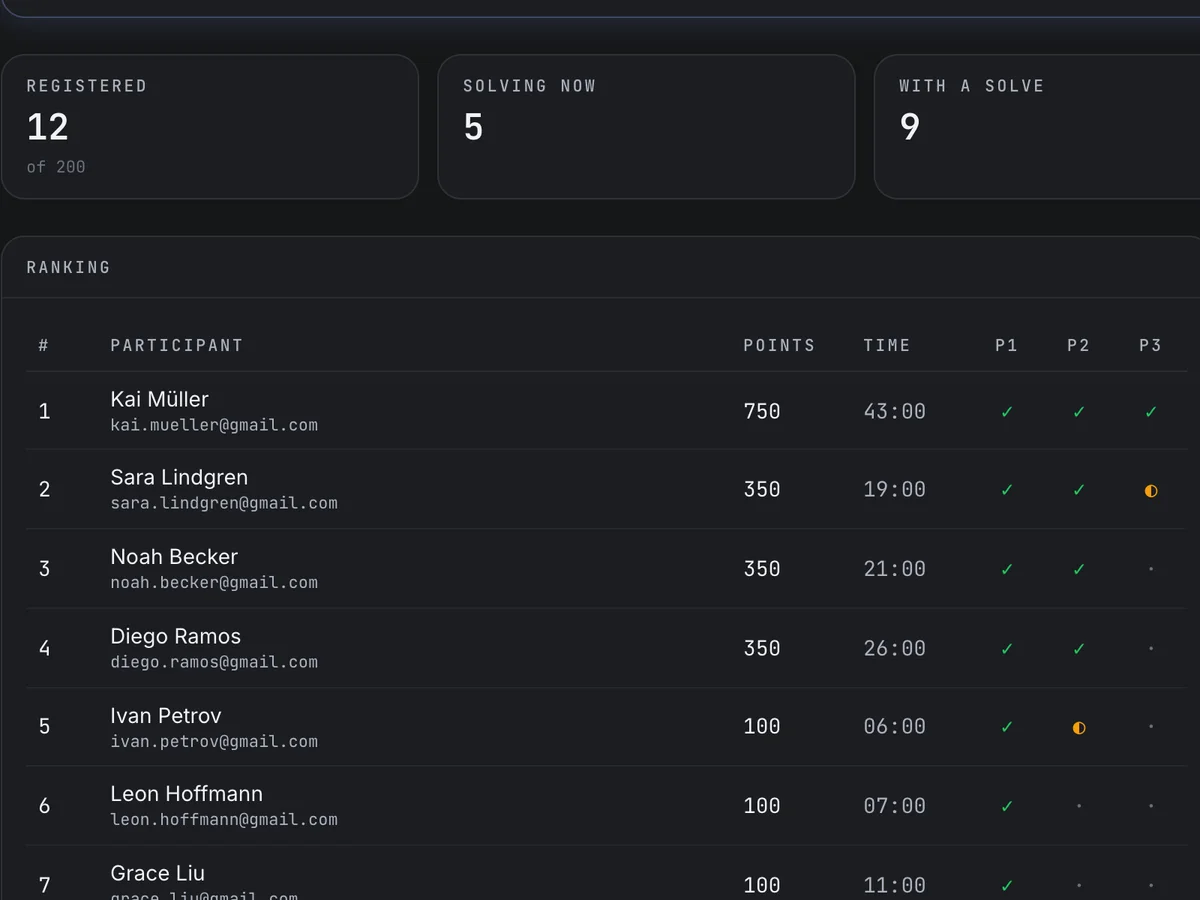 REGISTERED
12
of 200
SOLVING NOW
5
WITH A SOLVE
9
RANKING
# PARTICIPANT POINTS TIME P1 P2 P3
1 Kai Müller 750 43:00 ✓ ✓ ✓
kai.mueller@gmail.com
2 Sara Lindgren 350 19:00 ✓ ✓ ◐
sara.lindgren@gmail.com
3 Noah Becker 350 21:00 ✓ ✓ ·
noah.becker@gmail.com
4 Diego Ramos 350 26:00 ✓ ✓ ·
diego.ramos@gmail.com
5 Ivan Petrov 100 06:00 ✓ ◐ ·
ivan.petrov@gmail.com
6 Leon Hoffmann 100 07:00 ✓ · ·
leon.hoffmann@gmail.com
7 Grace Liu 100 11:00 ✓ · ·
grace.liu@gmail.com